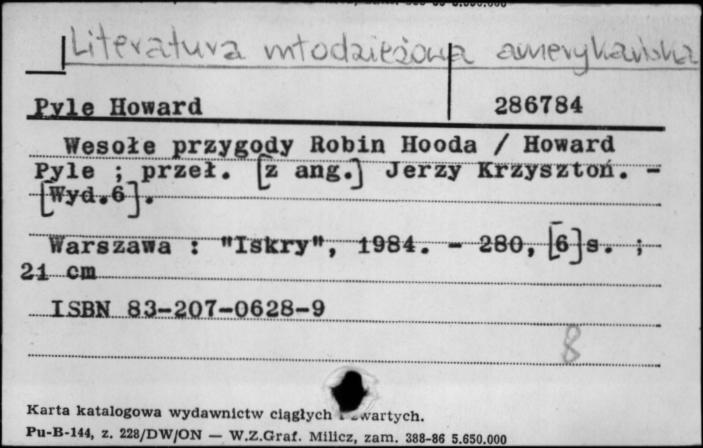 Literatura młodzieżowa amerykańska
Pyle Howard 286784
Wesołe przygody Robin Hooda / Howard
Pyle ; przeł. [z ang.] Jerzy Krzysztoń. -
[Wyd.6].
Warszawa : "Iskry", 1984. - 280, [6]s. ;
21 cm
ISBN 83-207-0628-9
8
Karta katalogowa wydawnictw ciągłych i zwartych.
Pu-B-144, z. 228/DW/ON — W.Z.Graf. Milicz, zam. 388-86 5.650.000